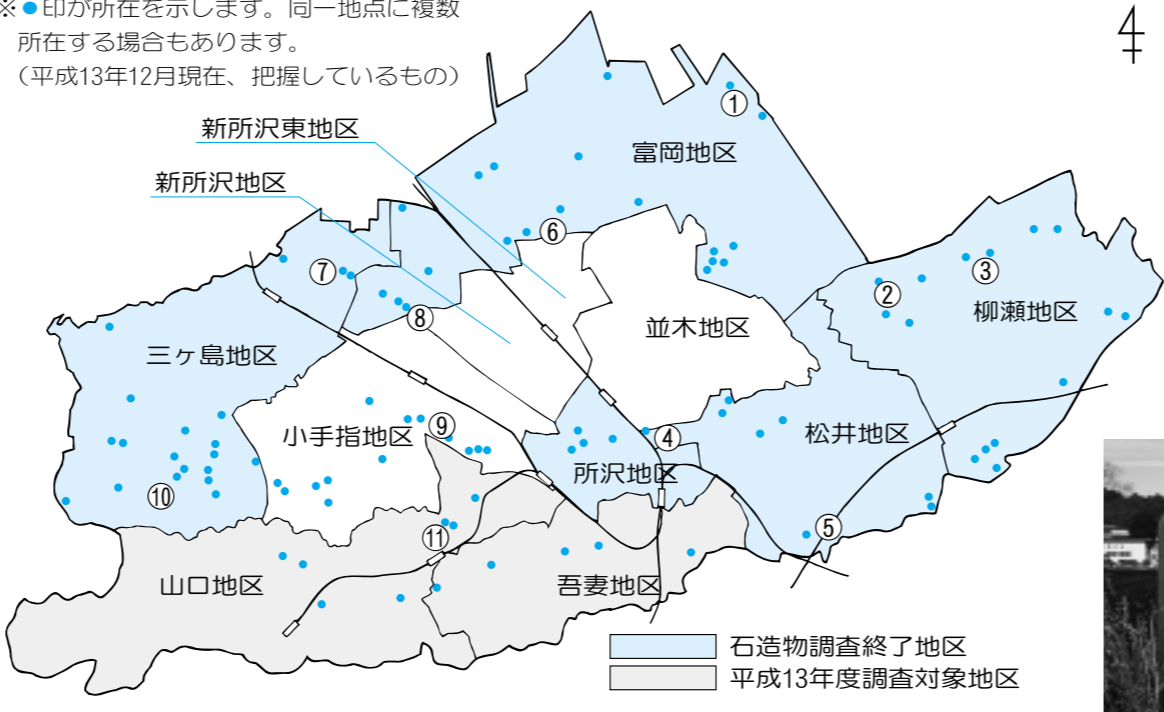 ※●印が所在を示します。同一地点に複数
所在する場合もあります。
（平成13年12月現在、把握しているもの）
新所沢東地区
新所沢地区
富岡地区
①
⑥
⑦
⑧
②
③
柳瀬地区
並木地区
三ヶ島地区
小手指地区
⑨
④
松井地区
所沢地区
⑩
⑤
⑪
山口地区
吾妻地区
石造物調査終了地区
平成13年度調査対象地区